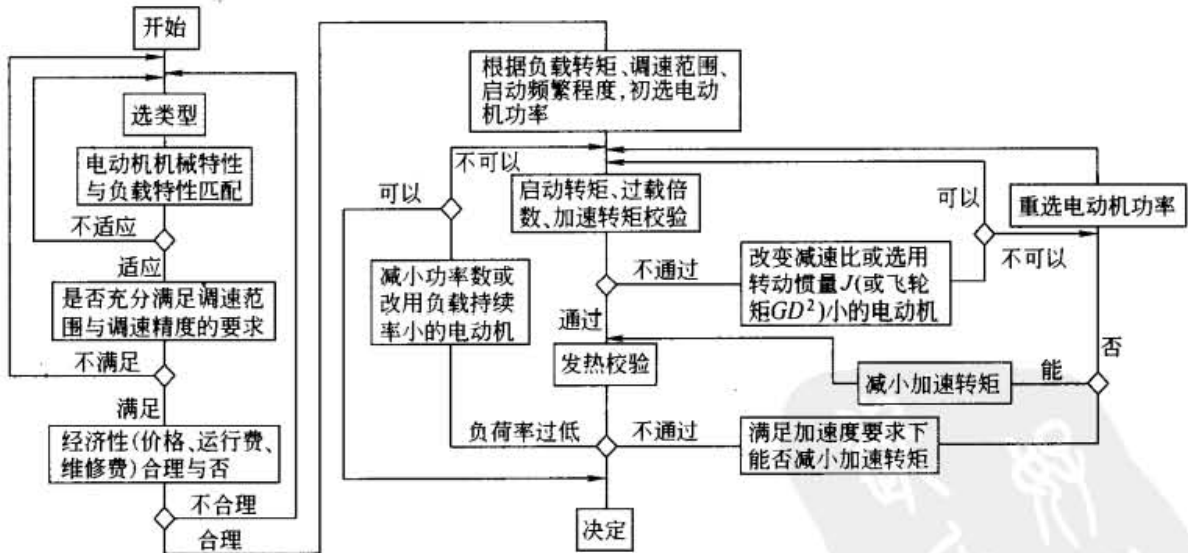 开始
选类型
电动机机械特性
与负载特性匹配
不适应
适应
是否充分满足调速范
围与调速精度的要求
不满足
满足
经济性(价格、运行费、
维修费)合理与否
不合理
合理
根据负载转矩、调速范围、
启动频繁程度,初选电动
机功率
不可以
可以
启动转矩、过载倍
数、加速转矩校验
可以
重选电动机功率
不可以
减小功率数或
改用负载持续
率小的电动机
不通过
改变减速比或选用
转动惯量J(或飞轮
矩GD²)小的电动机
通过
发热校验
否
减小加速转矩
能
负荷率过低
不通过
满足加速度要求下
能否减小加速转矩
决定